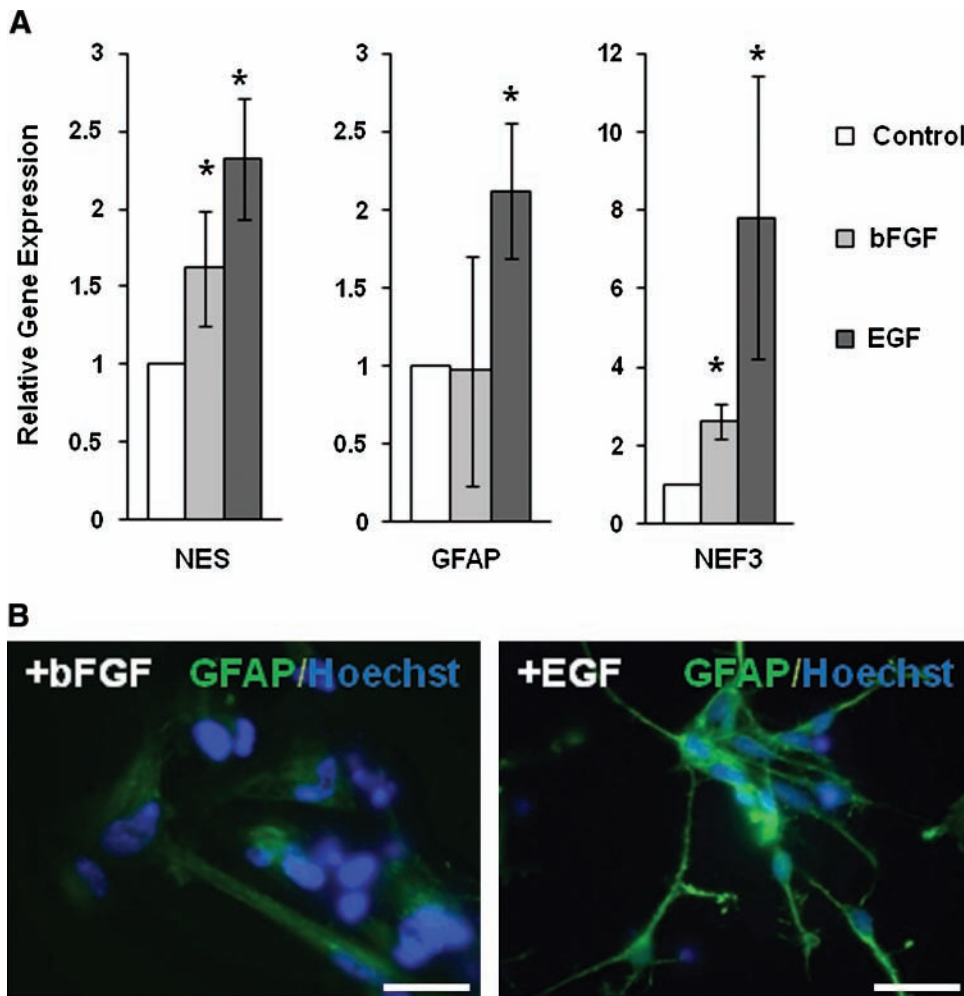 A
Relative Gene Expression
3
2.5
2
1.5
1
0.5
0
*
*
NES
3
2.5
2
1.5
1
0.5
0
*
GFAP
12
10
8
6
4
2
0
*
*
NEF3
Control
bFGF
EGF
B
+bFGF GFAP/Hoechst
+EGF GFAP/Hoechst